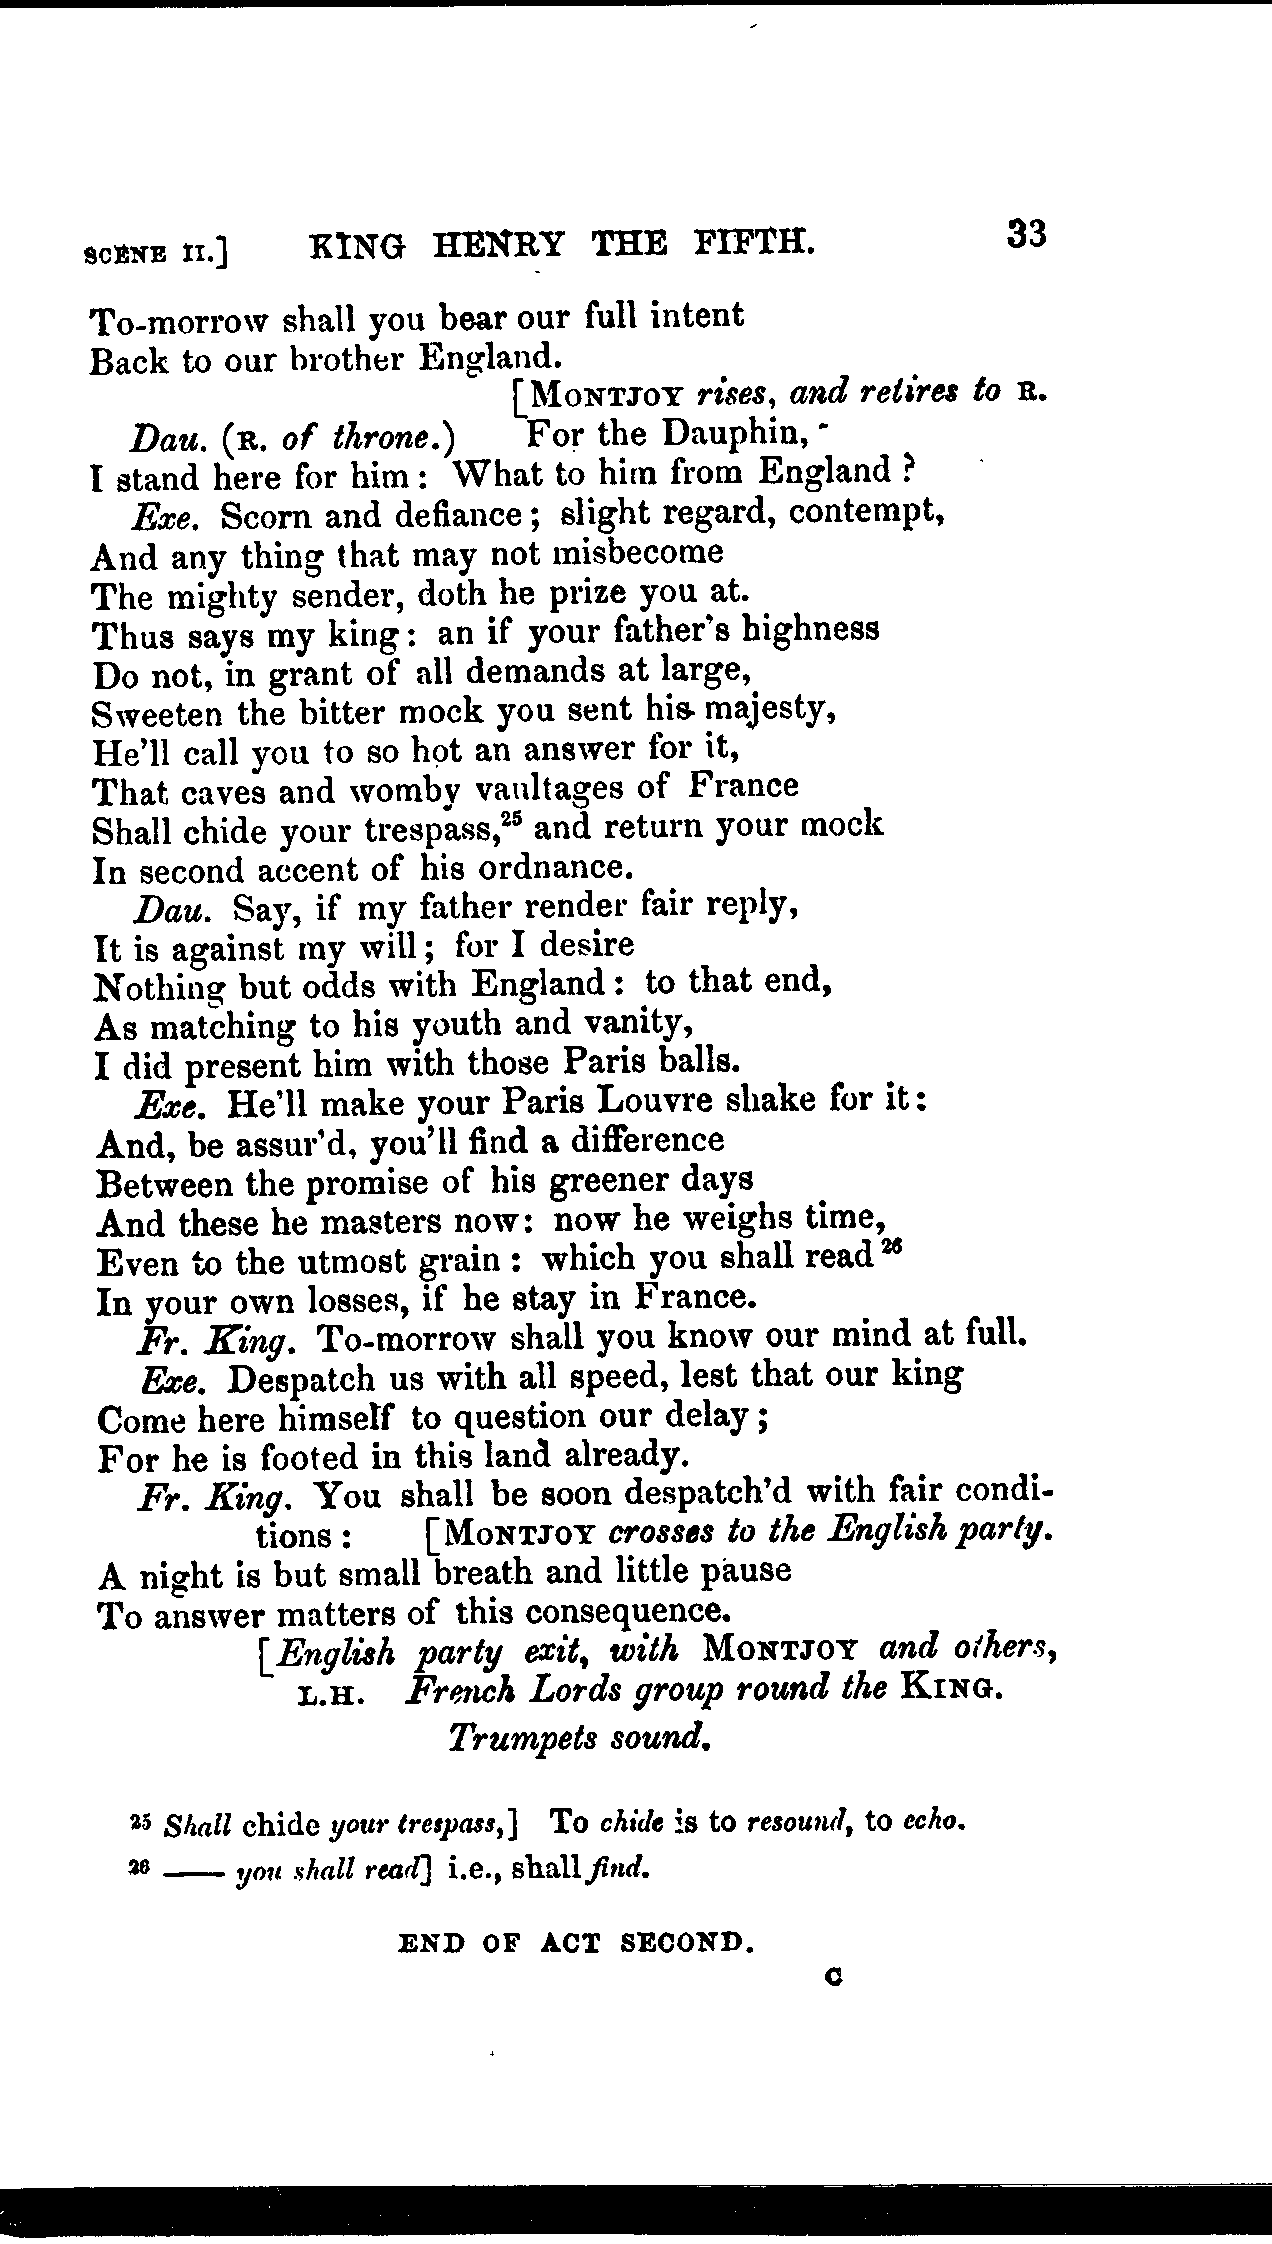 SCENE II.] KING HENRY THE FIFTH. 33
To-morrow shall you bear our full intent
Back to our brother England.
[MONTJOY rises, and retires to R.
Dau. (R. of throne.) For the Dauphin,
I stand here for him: What to him from England?
Exe. Scorn and defiance; slight regard, contempt,
And any thing that may not misbecome
The mighty sender, doth he prize you at.
Thus says my king: an if your father's highness
Do not, in grant of all demands at large,
Sweeten the bitter mock you sent his majesty,
He'll call you to so hot an answer for it,
That caves and womby vaultages of France
Shall chide your trespass,25 and return your mock
In second accent of his ordnance.
Dau. Say, if my father render fair reply,
It is against my will; for I desire
Nothing but odds with England: to that end,
As matching to his youth and vanity,
I did present him with those Paris balls.
Exe. He'll make your Paris Louvre shake for it:
And, be assur'd, you'll find a difference
Between the promise of his greener days
And these he masters now: now he weighs time,
Even to the utmost grain: which you shall read26
In your own losses, if he stay in France.
Fr. King. To-morrow shall you know our mind at full.
Exe. Despatch us with all speed, lest that our king
Come here himself to question our delay;
For he is footed in this land already.
Fr. King. You shall be soon despatch'd with fair condi-
tions: [MONTJOY crosses to the English party.
A night is but small breath and little pause
To answer matters of this consequence.
[English party exit, with MONTJOY and others,
L.H. French Lords group round the KING.
Trumpets sound.
25 Shall chide your trespass,] To chide is to resound, to echo.
26 —— you shall read] i.e., shall find.
END OF ACT SECOND.
C